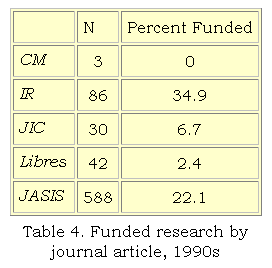 N Percent Funded
CM 3 0
IR 86 34.9
JIC 30 6.7
Libres 42 2.4
JASIS 588 22.1
Table 4. Funded research by
journal article, 1990s